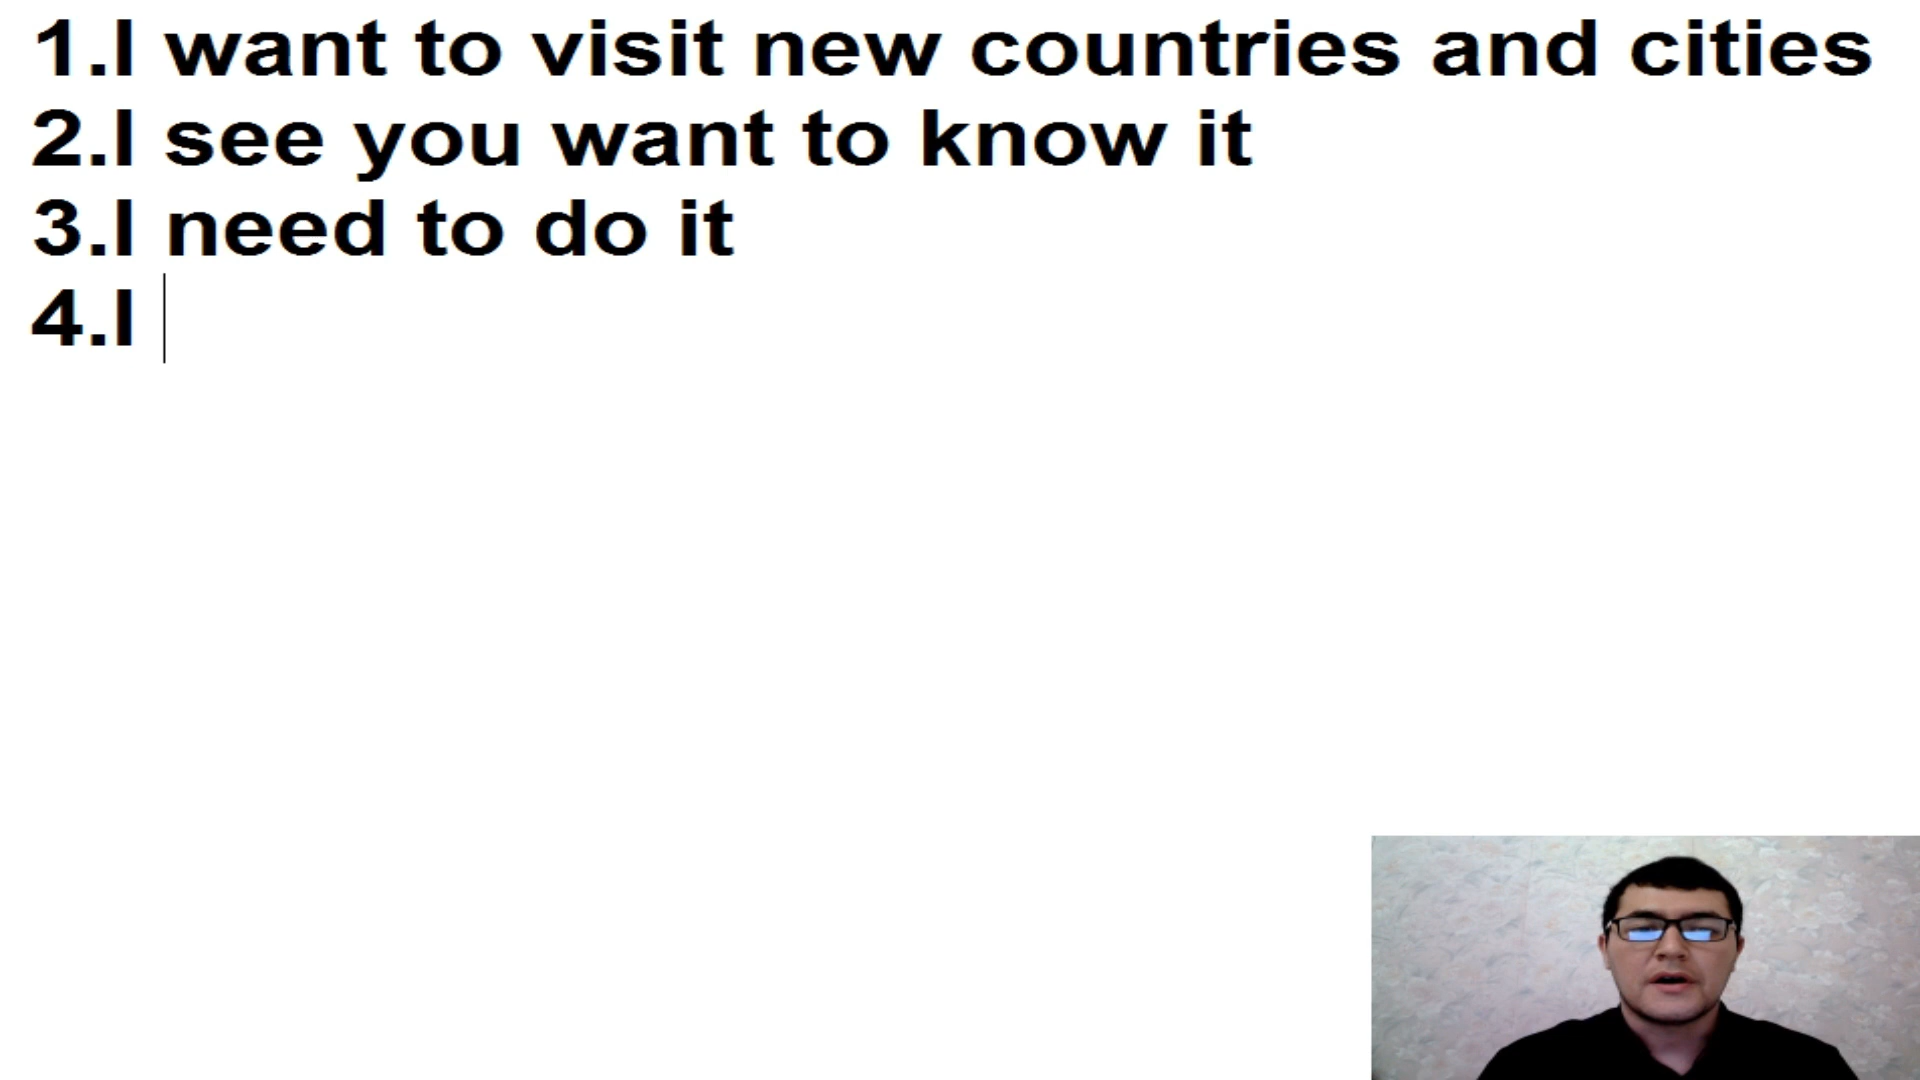 1.I want to visit new countries and cities
2.I see you want to know it
3.I need to do it
4.I